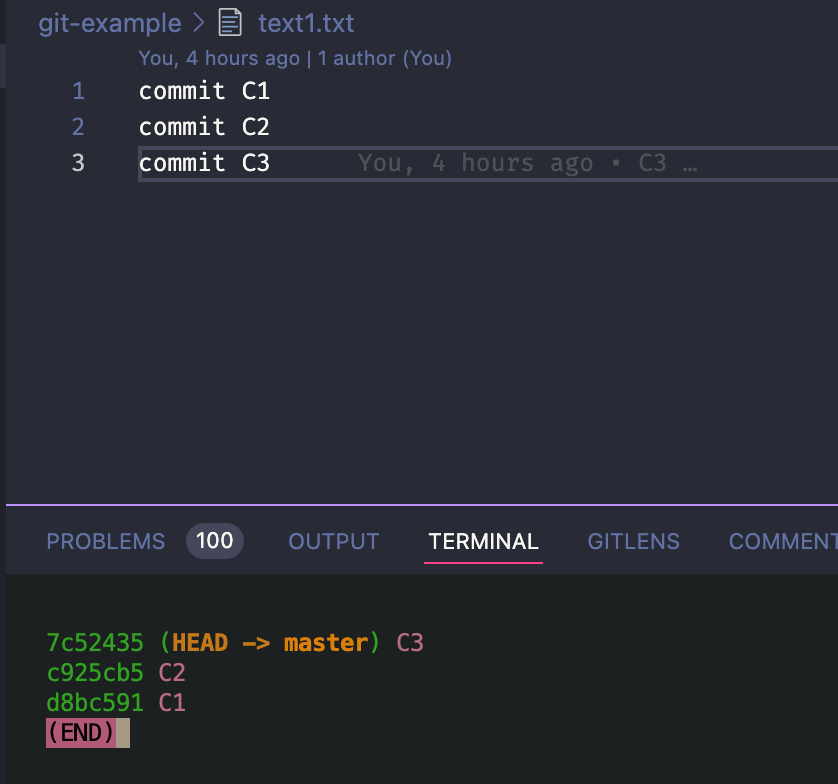 git-example > text1.txt
You, 4 hours ago | 1 author (You)
1 commit C1
2 commit C2
3 commit C3 You, 4 hours ago • C3 …
PROBLEMS 100 OUTPUT TERMINAL GITLENS COMMENT
7c52435 (HEAD -> master) C3
c925cb5 C2
d8bc591 C1
(END)